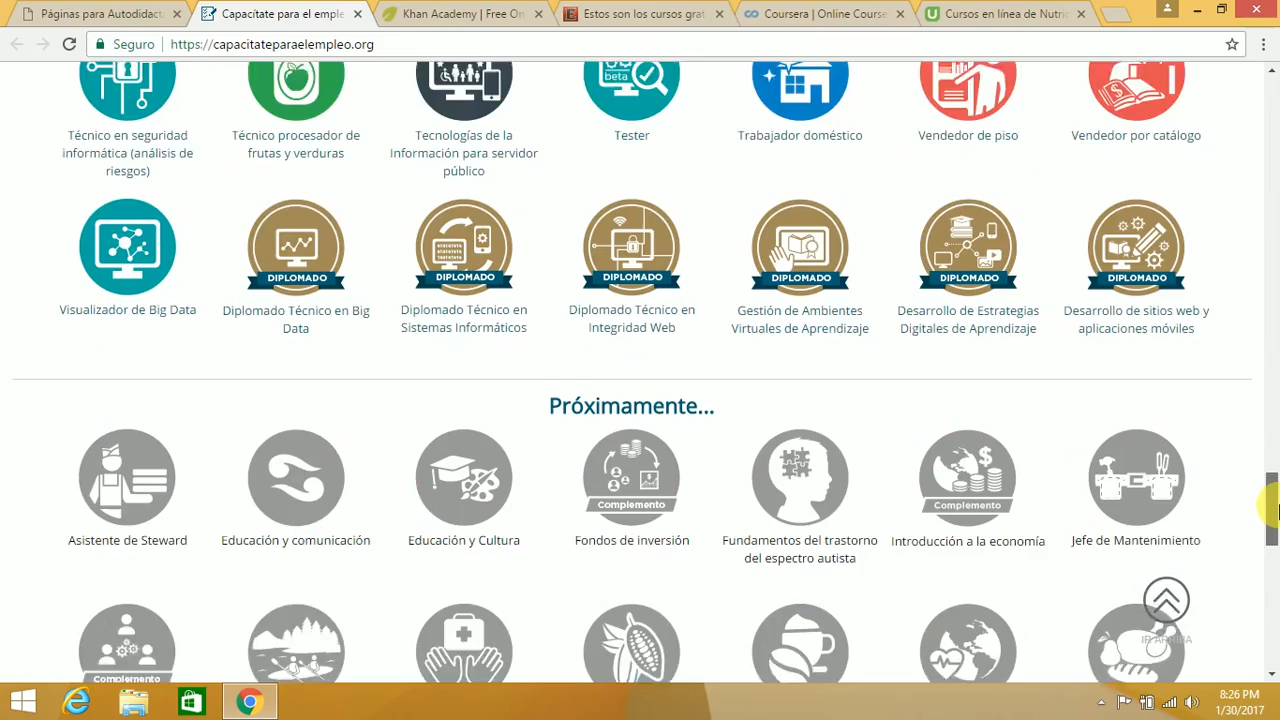 Páginas para Autodidact
Capacítate para el emple
Khan Academy | Free On
Estos son los cursos grat
Coursera | Online Course
Cursos en línea de Nutric
Seguro
https://capacitateparaelempleo.org
beta
Técnico en seguridad
informática (análisis de
riesgos)
Técnico procesador de
frutas y verduras
Tecnologías de la
Información para servidor
público
Tester
Trabajador doméstico
Vendedor de piso
Vendedor por catálogo
DIPLOMADO
DIPLOMADO
DIPLOMADO
DIPLOMADO
DIPLOMADO
DIPLOMADO
Visualizador de Big Data
Diplomado Técnico en Big
Data
Diplomado Técnico en
Sistemas Informáticos
Diplomado Técnico en
Integridad Web
Gestión de Ambientes
Virtuales de Aprendizaje
Desarrollo de Estrategias
Digitales de Aprendizaje
Desarrollo de sitios web y
aplicaciones móviles
Próximamente...
Complemento
Complemento
Asistente de Steward
Educación y comunicación
Educación y Cultura
Fondos de inversión
Fundamentos del trastorno
del espectro autista
Introducción a la economía
Jefe de Mantenimiento
IR ARRIBA
Complemento
8:26 PM
1/30/2017